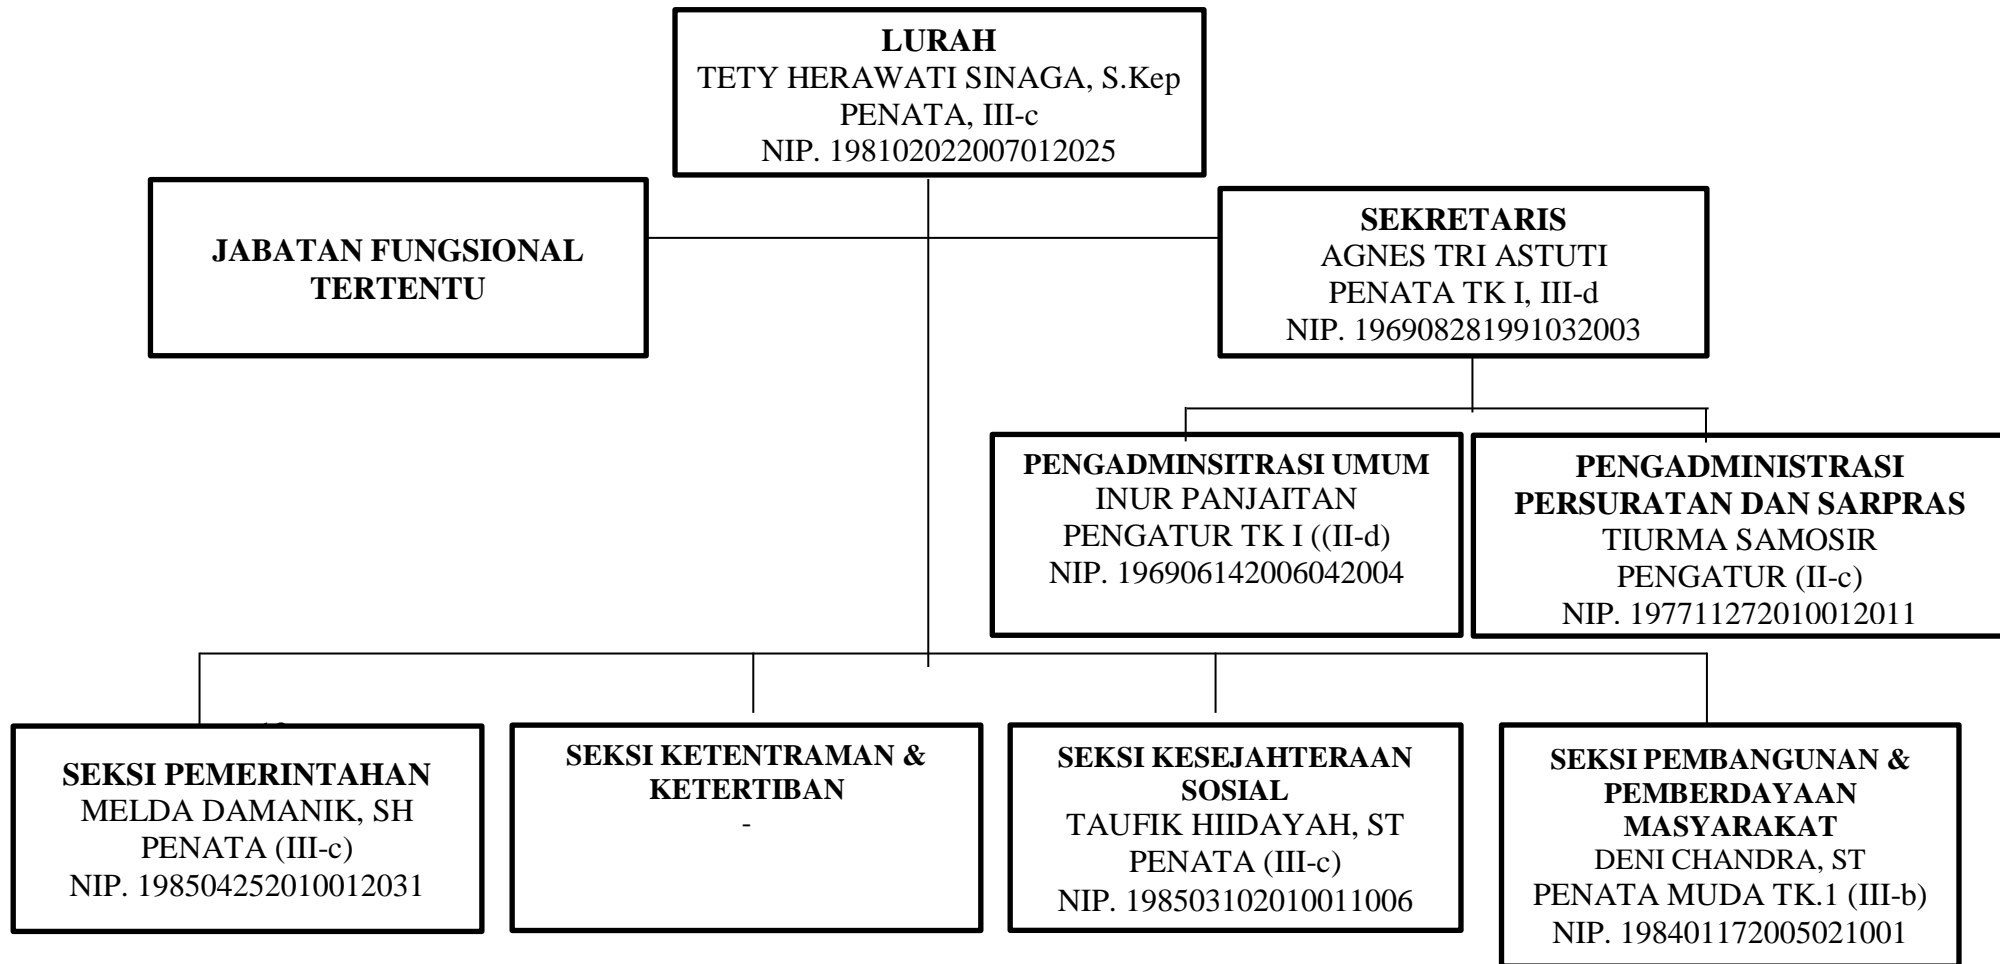 LURAH
TETY HERAWATI SINAGA, S.Kep
PENATA, III-c
NIP. 198102022007012025
JABATAN FUNGSIONAL
TERTENTU
SEKRETARIS
AGNES TRI ASTUTI
PENATA TK I, III-d
NIP. 196908281991032003
PENGADMINSITRASI UMUM
INUR PANJAITAN
PENGATUR TK I ((II-d)
NIP. 196906142006042004
PENGADMINISTRASI
PERSURATAN DAN SARPRAS
TIURMA SAMOSIR
PENGATUR (II-c)
NIP. 197711272010012011
SEKSI PEMERINTAHAN
MELDA DAMANIK, SH
PENATA (III-c)
NIP. 198504252010012031
SEKSI KETENTRAMAN &
KETERTIBAN
-
SEKSI KESEJAHTERAAN
SOSIAL
TAUFIK HIIDAYAH, ST
PENATA (III-c)
NIP. 198503102010011006
SEKSI PEMBANGUNAN &
PEMBERDAYAAN
MASYARAKAT
DENI CHANDRA, ST
PENATA MUDA TK.1 (III-b)
NIP. 198401172005021001